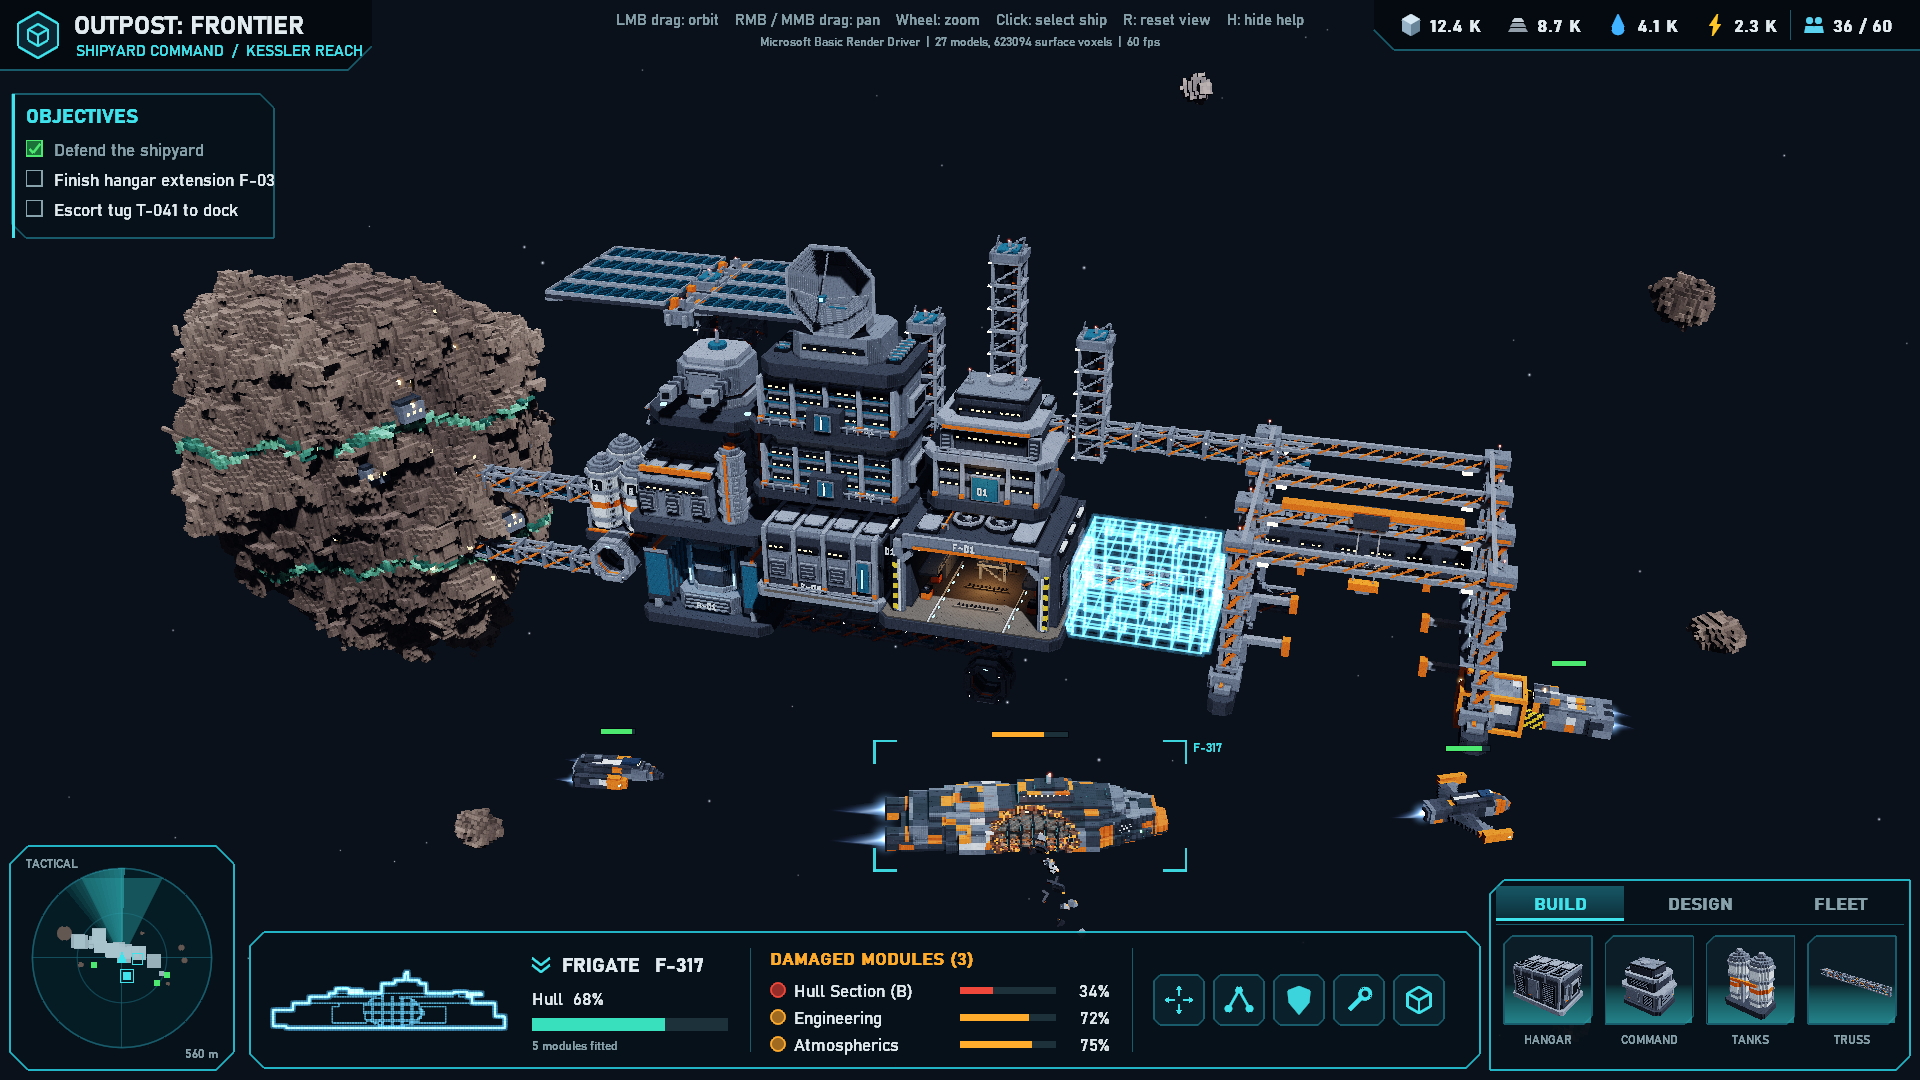 OUTPOST: FRONTIER
SHIPYARD COMMAND / KESSLER REACH
LMB drag: orbit RMB / MMB drag: pan Wheel: zoom Click: select ship R: reset view H: hide help
Microsoft Basic Render Driver | 27 models, 623094 surface voxels | 60 fps
12.4 K 8.7 K 4.1 K 2.3 K 36 / 60
OBJECTIVES
Defend the shipyard
Finish hangar extension F-03
Escort tug T-041 to dock
D1
F-01
F-317
TACTICAL
560 m
FRIGATE F-317
Hull 68%
5 modules fitted
DAMAGED MODULES (3)
Hull Section (B) 34%
Engineering 72%
Atmospherics 75%
BUILD DESIGN FLEET
HANGAR COMMAND TANKS TRUSS